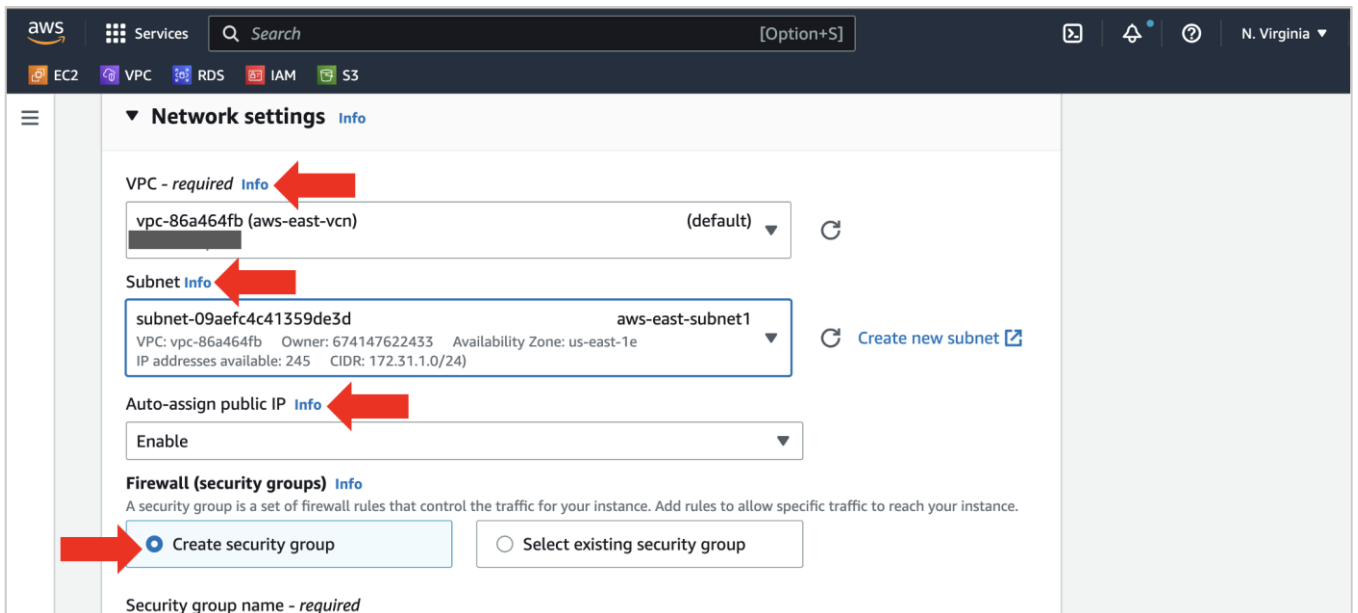 aws Services Search [Option+S] N. Virginia ▼
EC2 VPC RDS IAM S3
▼ Network settings Info
VPC - required Info
vpc-86a464fb (aws-east-vcn) (default)
Subnet Info
subnet-09aefc4c41359de3d aws-east-subnet1
VPC: vpc-86a464fb Owner: 674147622433 Availability Zone: us-east-1e
IP addresses available: 245 CIDR: 172.31.1.0/24)
Create new subnet
Auto-assign public IP Info
Enable
Firewall (security groups) Info
A security group is a set of firewall rules that control the traffic for your instance. Add rules to allow specific traffic to reach your instance.
Create security group Select existing security group
Security group name - required